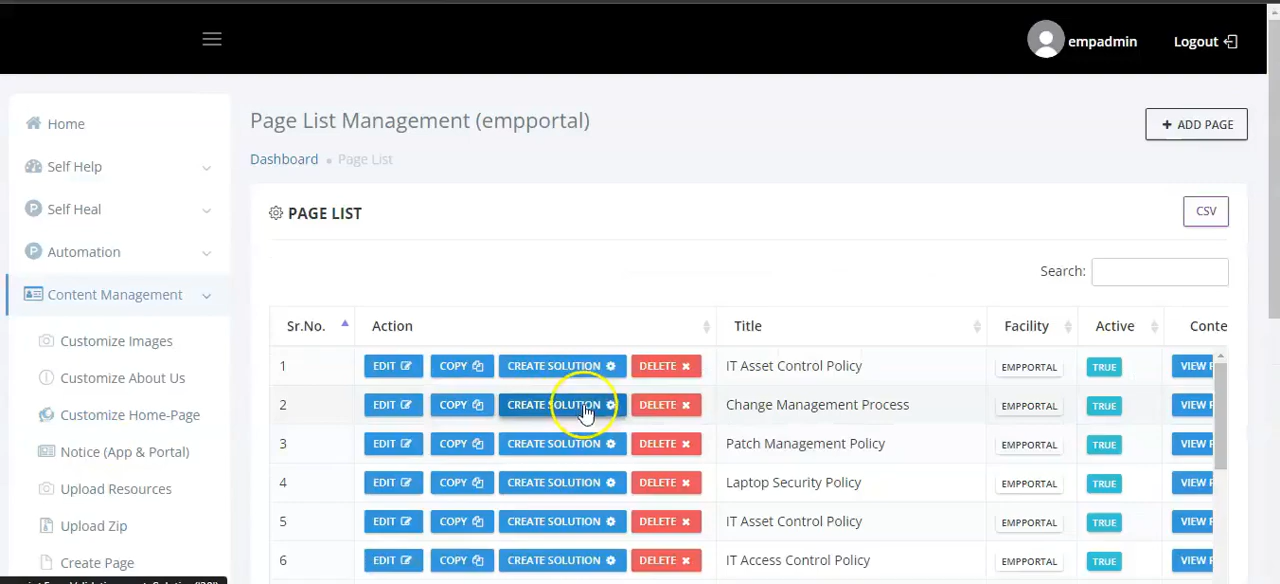 empadmin Logout
Home
Self Help
Self Heal
Automation
Content Management
Customize Images
Customize About Us
Customize Home-Page
Notice (App & Portal)
Upload Resources
Upload Zip
Create Page
Page List Management (empportal)
+ ADD PAGE
Dashboard • Page List
PAGE LIST
CSV
Search:
Sr.No. Action Title Facility Active Conte
1 EDIT COPY CREATE SOLUTION DELETE IT Asset Control Policy EMPPORTAL TRUE VIEW
2 EDIT COPY CREATE SOLUTION DELETE Change Management Process EMPPORTAL TRUE VIEW
3 EDIT COPY CREATE SOLUTION DELETE Patch Management Policy EMPPORTAL TRUE VIEW
4 EDIT COPY CREATE SOLUTION DELETE Laptop Security Policy EMPPORTAL TRUE VIEW
5 EDIT COPY CREATE SOLUTION DELETE IT Asset Control Policy EMPPORTAL TRUE VIEW
6 EDIT COPY CREATE SOLUTION DELETE IT Access Control Policy EMPPORTAL TRUE VIEW